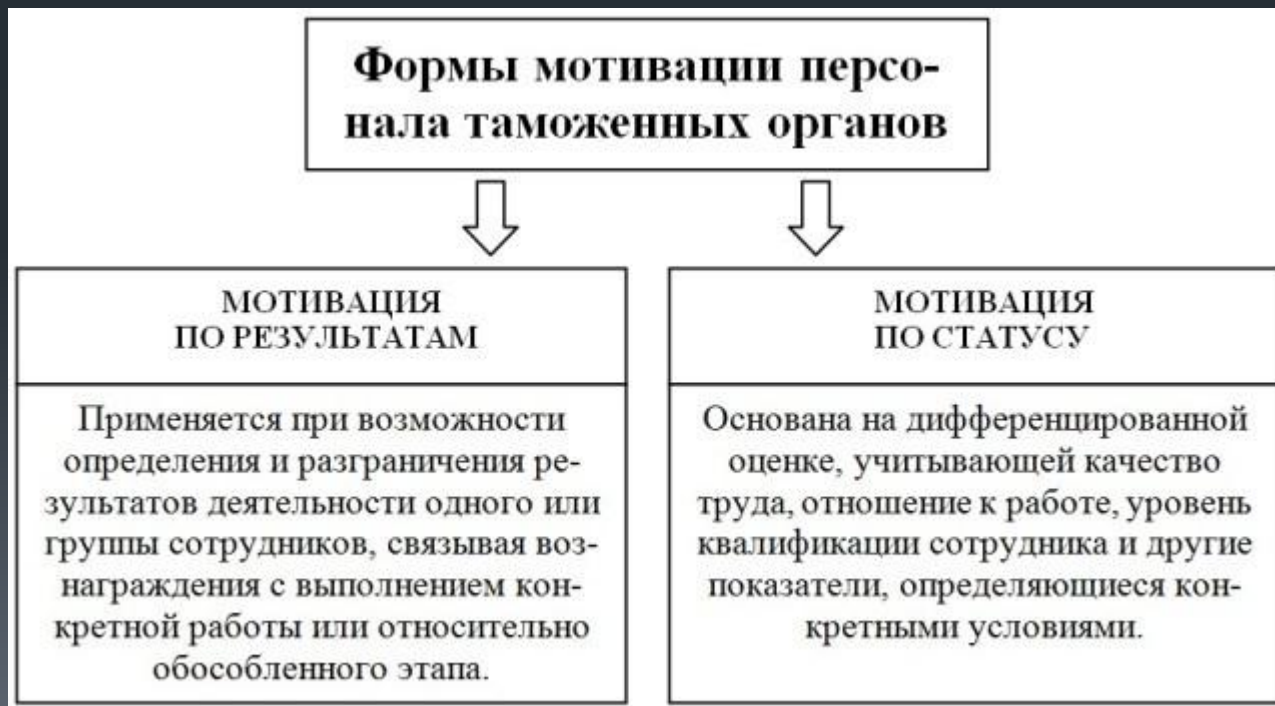 Формы мотивации персо-
нала таможенных органов
МОТИВАЦИЯ
ПО РЕЗУЛЬТАТАМ
Применяется при возможности
определения и разграничения ре-
зультатов деятельности одного или
группы сотрудников, связывая воз-
награждения с выполнением кон-
кретной работы или относительно
обособленного этапа.
МОТИВАЦИЯ
ПО СТАТУСУ
Основана на дифференцированной
оценке, учитывающей качество
труда, отношение к работе, уровень
квалификации сотрудника и другие
показатели, определяющиеся кон-
кретными условиями.